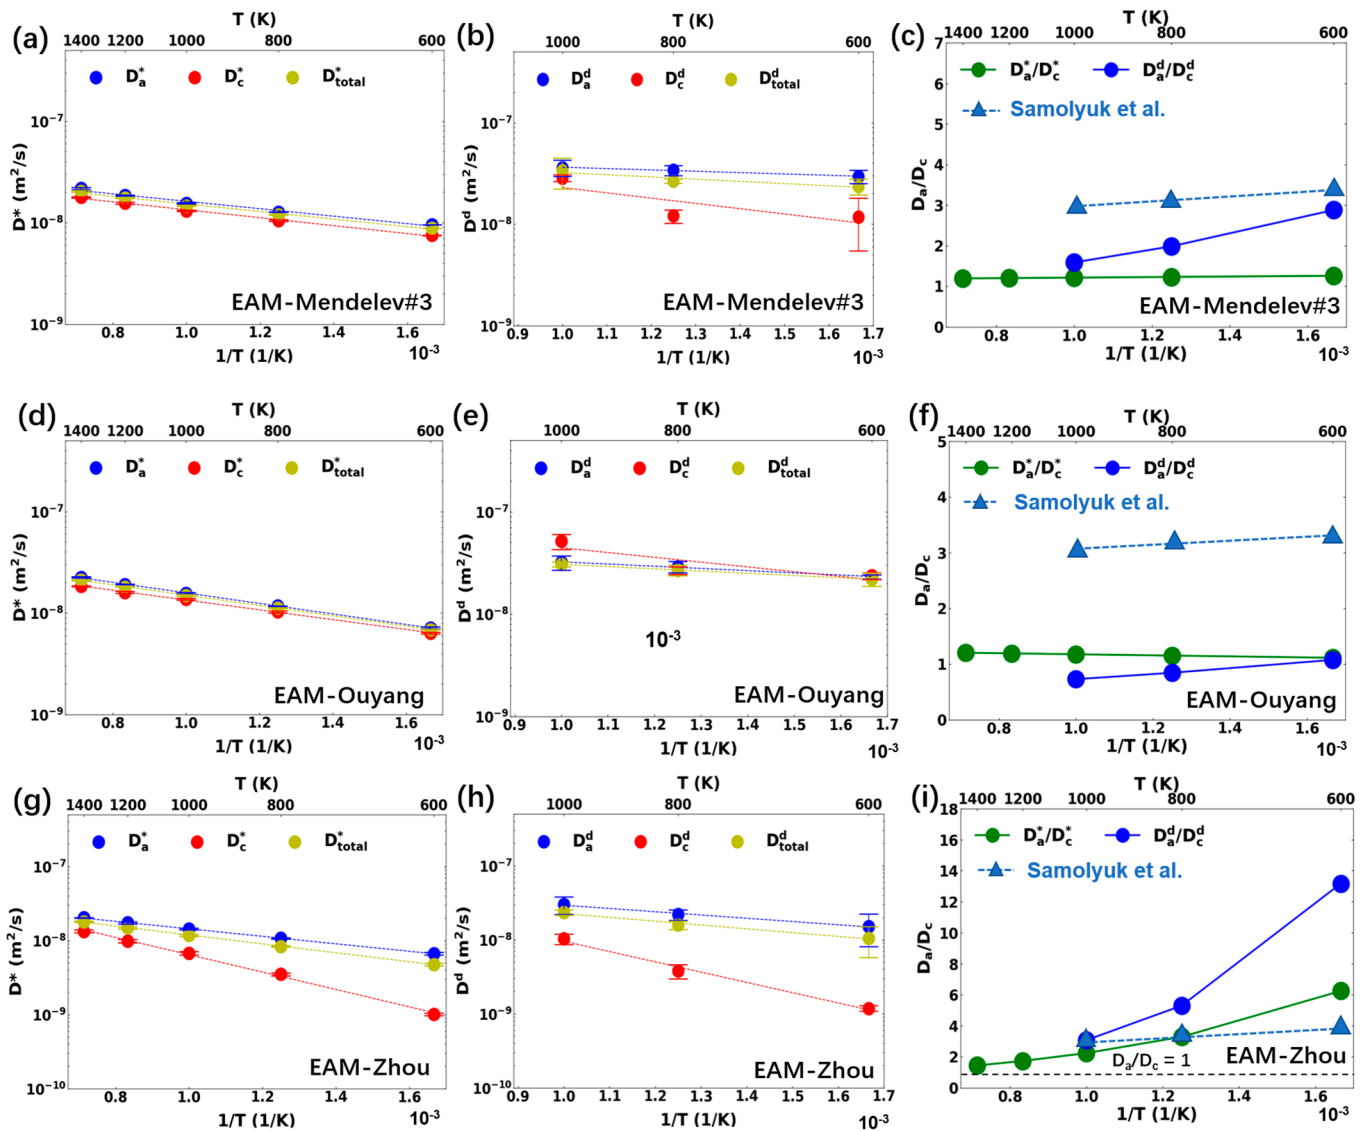 (a)
T (K)
1400 1200 1000 800 600
D*a D*c D*total
10⁻⁷
10⁻⁸
10⁻⁹
D* (m²/s)
EAM-Mendelev#3
0.8 1.0 1.2 1.4 1.6
1/T (1/K)
10⁻³
(b)
T (K)
1000 800 600
Dda Ddc Ddtotal
10⁻⁷
10⁻⁸
10⁻⁹
Dᵈ (m²/s)
EAM-Mendelev#3
0.9 1.0 1.1 1.2 1.3 1.4 1.5 1.6 1.7
1/T (1/K)
10⁻³
(c)
T (K)
1400 1200 1000 800 600
D*a/D*c Dda/Ddc
Samolyuk et al.
7
6
5
4
3
2
1
0
Da/Dc
EAM-Mendelev#3
0.8 1.0 1.2 1.4 1.6
1/T (1/K)
10⁻³
(d)
T (K)
1400 1200 1000 800 600
D*a D*c D*total
10⁻⁷
10⁻⁸
10⁻⁹
D* (m²/s)
EAM-Ouyang
0.8 1.0 1.2 1.4 1.6
1/T (1/K)
10⁻³
(e)
T (K)
1000 800 600
Dda Ddc Ddtotal
10⁻⁷
10⁻⁸
10⁻⁹
Dᵈ (m²/s)
10⁻³
EAM-Ouyang
0.9 1.0 1.1 1.2 1.3 1.4 1.5 1.6 1.7
1/T (1/K)
10⁻³
(f)
T (K)
1400 1200 1000 800 600
D*a/D*c Dda/Ddd
Samolyuk et al.
5
4
3
2
1
0
Da/Dc
EAM-Ouyang
0.8 1.0 1.2 1.4 1.6
1/T (1/K)
10⁻³
(g)
T (K)
1400 1200 1000 800 600
D*a D*c D*total
10⁻⁷
10⁻⁸
10⁻⁹
10⁻¹⁰
D* (m²/s)
EAM-Zhou
0.8 1.0 1.2 1.4 1.6
1/T (1/K)
10⁻³
(h)
T (K)
1000 800 600
Dda Ddc Ddtotal
10⁻⁷
10⁻⁸
10⁻⁹
10⁻¹⁰
Dᵈ (m²/s)
EAM-Zhou
0.9 1.0 1.1 1.2 1.3 1.4 1.5 1.6 1.7
1/T (1/K)
10⁻³
(i)
T (K)
1400 1200 1000 800 600
D*a/D*c Dda/Ddc
Samolyuk et al.
18
16
14
12
10
8
6
4
2
0
Da/Dc
Da/Dc = 1
EAM-Zhou
0.8 1.0 1.2 1.4 1.6
1/T (1/K)
10⁻³